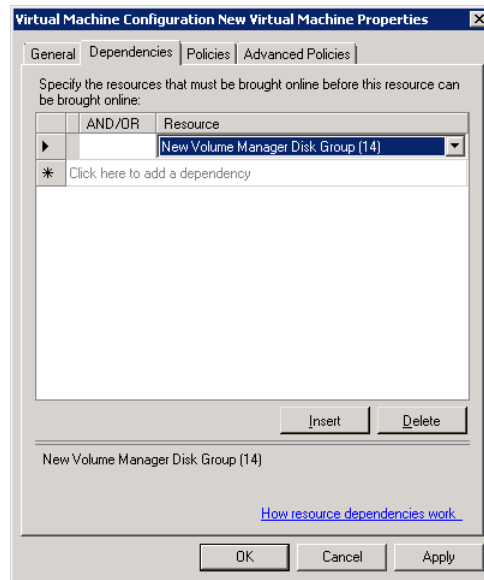 Virtual Machine Configuration New Virtual Machine Properties
General Dependencies Policies Advanced Policies
Specify the resources that must be brought online before this resource can
be brought online:
AND/OR Resource
New Volume Manager Disk Group (14)
Click here to add a dependency
Insert Delete
New Volume Manager Disk Group (14)
How resource dependencies work
OK Cancel Apply